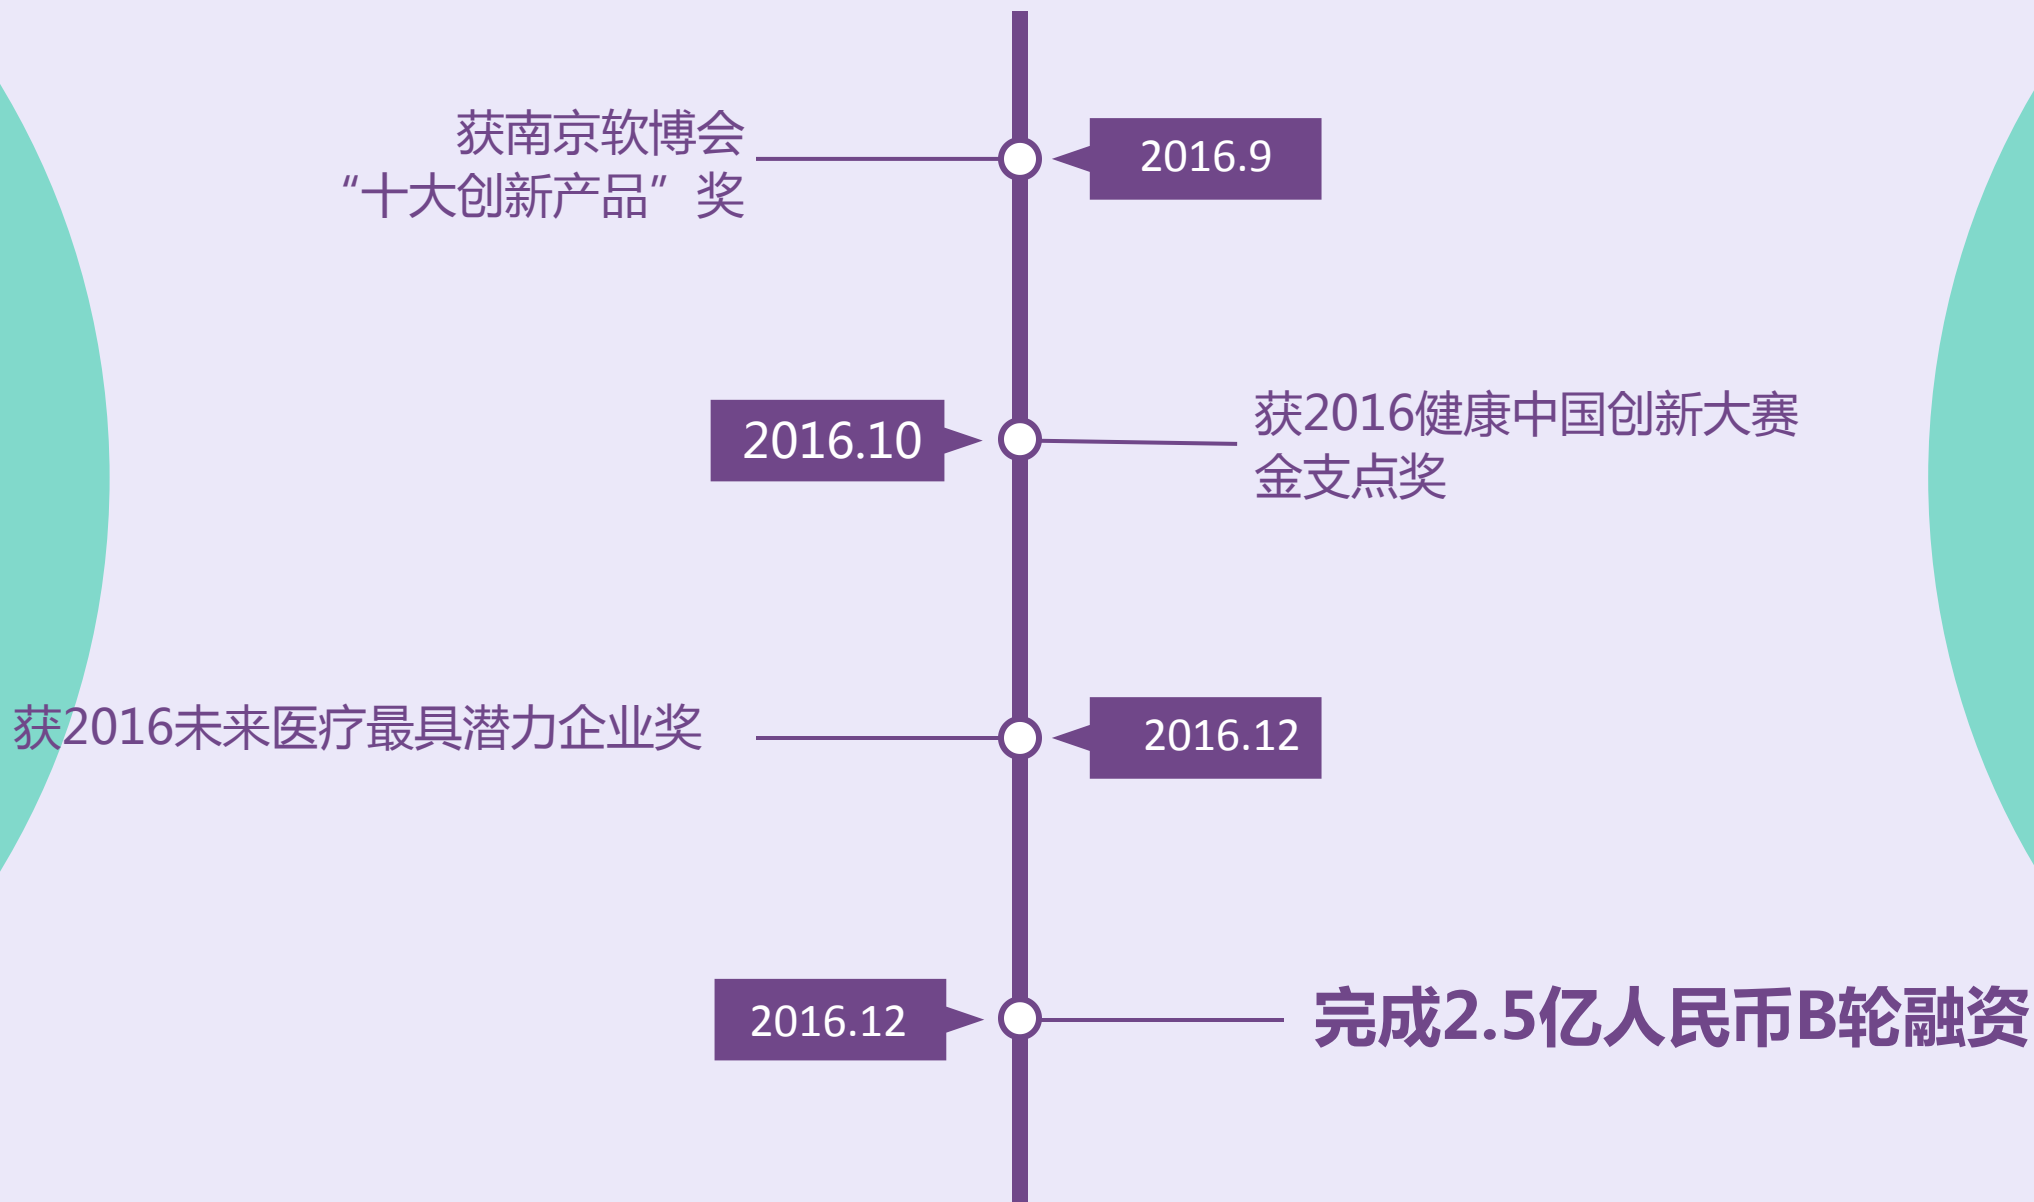 获南京软博会
“十大创新产品”奖
2016.9
2016.10
获2016健康中国创新大赛
金支点奖
获2016未来医疗最具潜力企业奖
2016.12
2016.12
完成2.5亿人民币B轮融资